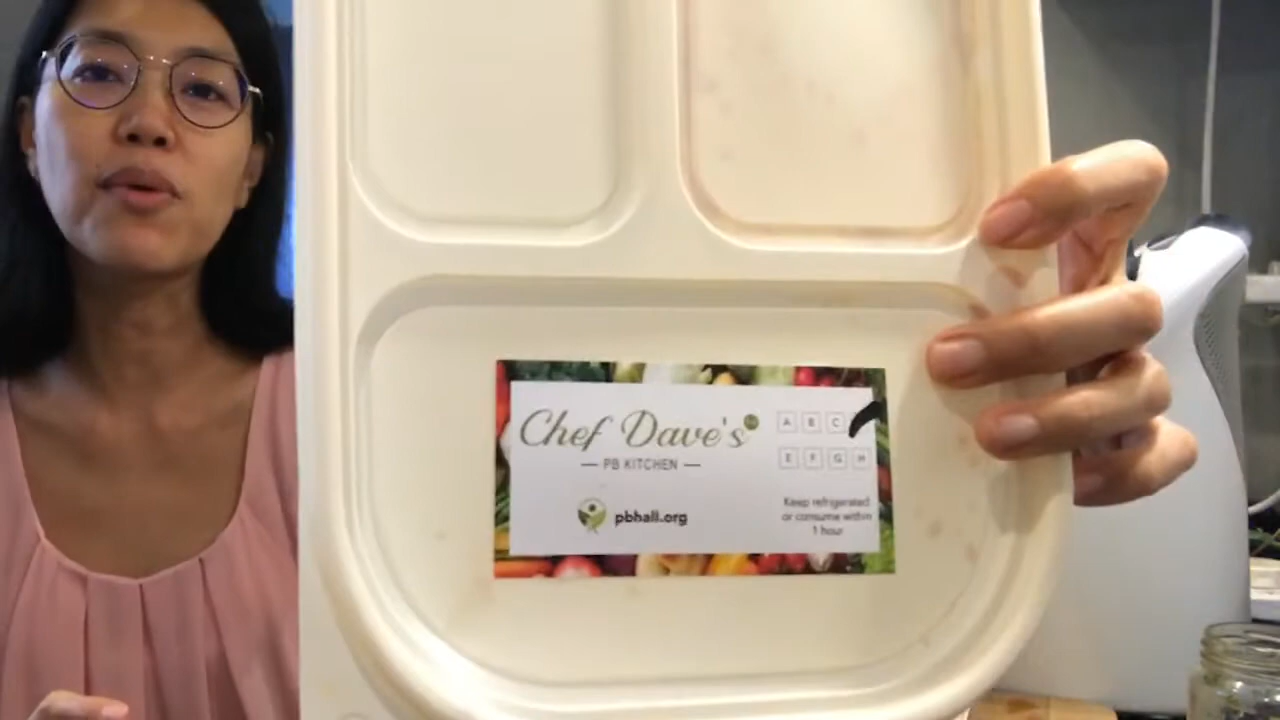 Chef Dave's
PB KITCHEN
pbhall.org
A B C
E F G H
Keep refrigerated
or consume within
1 hour